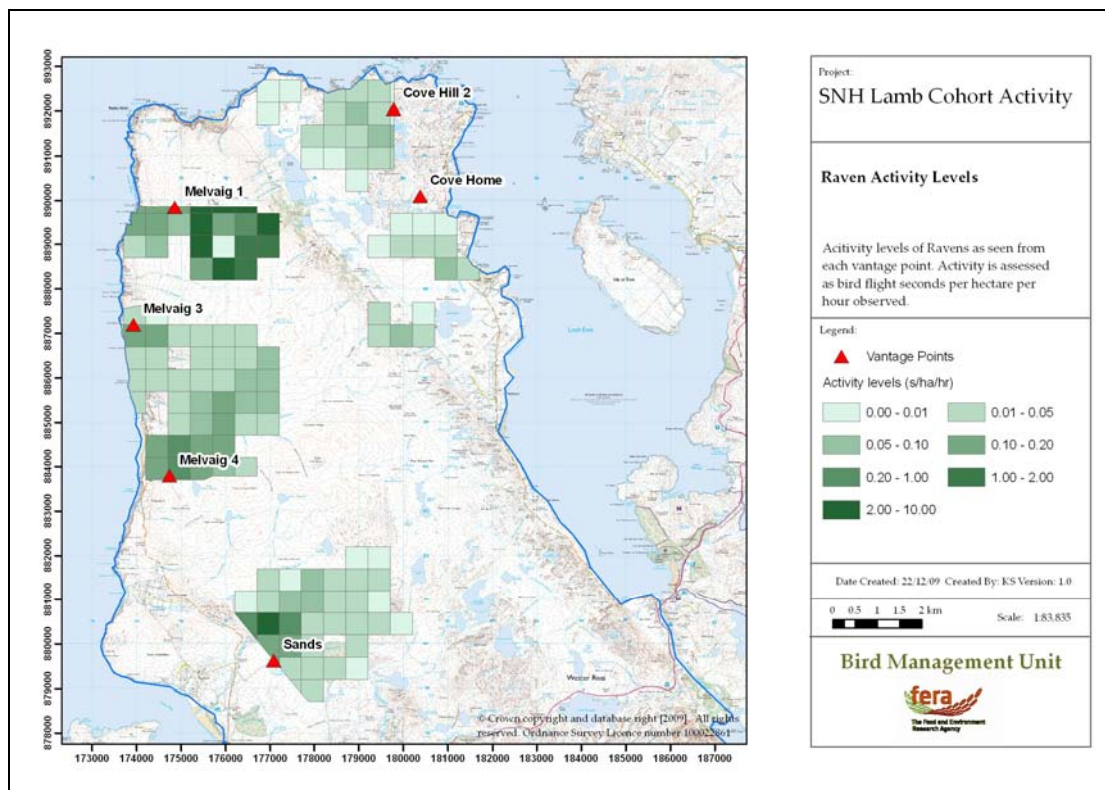 893000
892000
891000
890000
889000
888000
887000
886000
885000
884000
883000
882000
881000
880000
879000
878000
Cove Hill 2
Cove Home
Melvaig 1
Melvaig 3
Melvaig 4
Sands
Loch Ewe
Wester Ross
© Crown copyright and database right [2009]. All rights
reserved. Ordnance Survey Licence number 100022861
173000 174000 175000 176000 177000 178000 179000 180000 181000 182000 183000 184000 185000 186000 187000
Project:
SNH Lamb Cohort Activity
Raven Activity Levels
Acitivity levels of Ravens as seen from
each vantage point. Activity is assessed
as bird flight seconds per hectare per
hour observed.
Legend:
Vantage Points
Activity levels (s/ha/hr)
0.00 - 0.01 0.01 - 0.05
0.05 - 0.10 0.10 - 0.20
0.20 - 1.00 1.00 - 2.00
2.00 - 10.00
Date Created: 22/12/09 Created By: KS Version: 1.0
0 0.5 1 1.5 2 km
Scale: 1:83,835
Bird Management Unit
fera
The Food and Environment
Research Agency